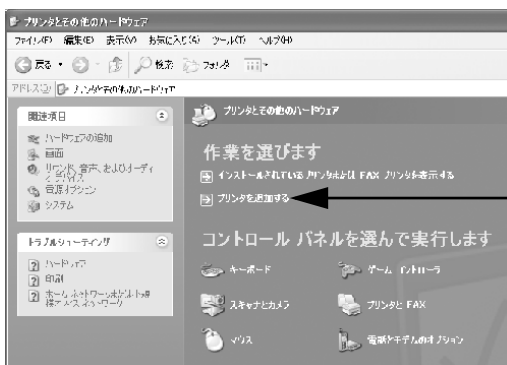 プリンタとその他のハードウェア
ファイル(F) 編集(E) 表示(V) お気に入り(A) ツール(T) ヘルプ(H)
戻る 検索 フォルダ
アドレス(D) プリンタとその他のハードウェア
関連項目
ハードウェアの追加
画面
サウンド、音声、およびオーディオ デバイス
電源オプション
システム
トラブルシューティング
ハードウェア
印刷
ホーム ネットワークまたは小規模オフィス ネットワーク
プリンタとその他のハードウェア
作業を選びます
インストールされているプリンタまたは FAX プリンタを表示する
プリンタを追加する
コントロール パネルを選んで実行します
キーボード
ゲーム コントローラ
スキャナとカメラ
プリンタと FAX
マウス
電話とモデムのオプション